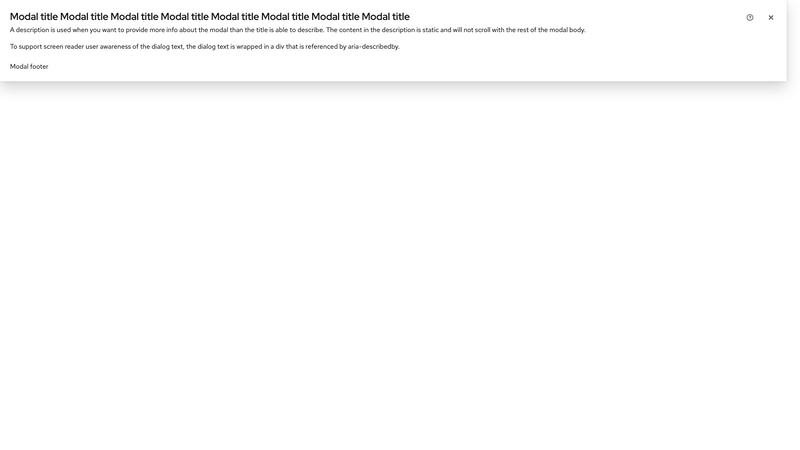 Modal title Modal title Modal title Modal title Modal title Modal title Modal title Modal title
A description is used when you want to provide more info about the modal than the title is able to describe. The content in the description is static and will not scroll with the rest of the modal body.
To support screen reader user awareness of the dialog text, the dialog text is wrapped in a div that is referenced by aria-describedby.
Modal footer